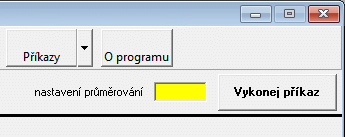 Příkazy O programu
nastavení průměrování Vykonej příkaz